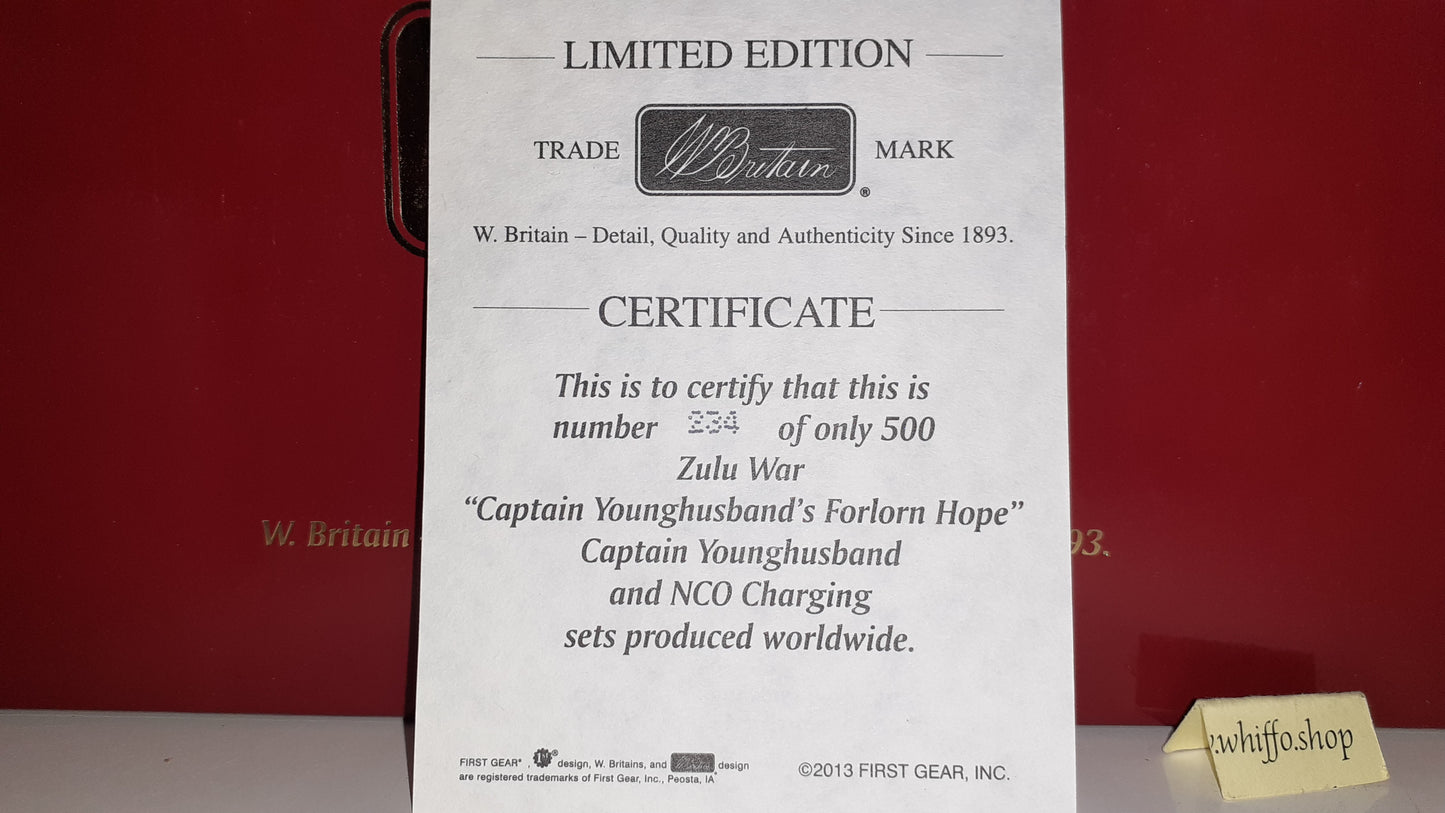 LIMITED EDITION
TRADE W Britain MARK
®
W. Britain – Detail, Quality and Authenticity Since 1893.
CERTIFICATE
This is to certify that this is
number 234 of only 500
Zulu War
“Captain Younghusband’s Forlorn Hope”
W. Britain
93.
Captain Younghusband
and NCO Charging
sets produced worldwide.
.whiffo.shop
FIRST GEAR®, 1st® design, W. Britains, and W Britain design
are registered trademarks of First Gear, Inc., Peosta, IA
©2013 FIRST GEAR, INC.